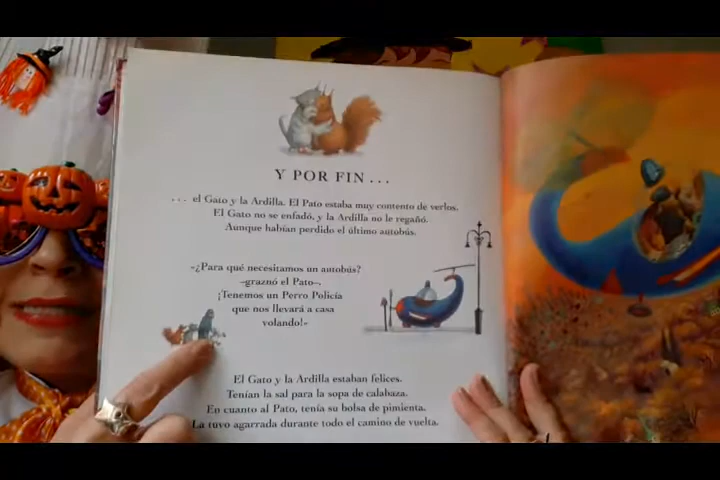 Y POR FIN...
... el Gato y la Ardilla. El Pato estaba muy contento de verlos.
El Gato no se enfadó, y la Ardilla no le regañó.
Aunque habían perdido el último autobús.
-¿Para qué necesitamos un autobús?
-graznó el Pato-.
¡Tenemos un Perro Policía
que nos llevará a casa
volando!-
El Gato y la Ardilla estaban felices.
Tenían la sal para la sopa de calabaza.
En cuanto al Pato, tenía su bolsa de pimienta.
La tuvo agarrada durante todo el camino de vuelta.